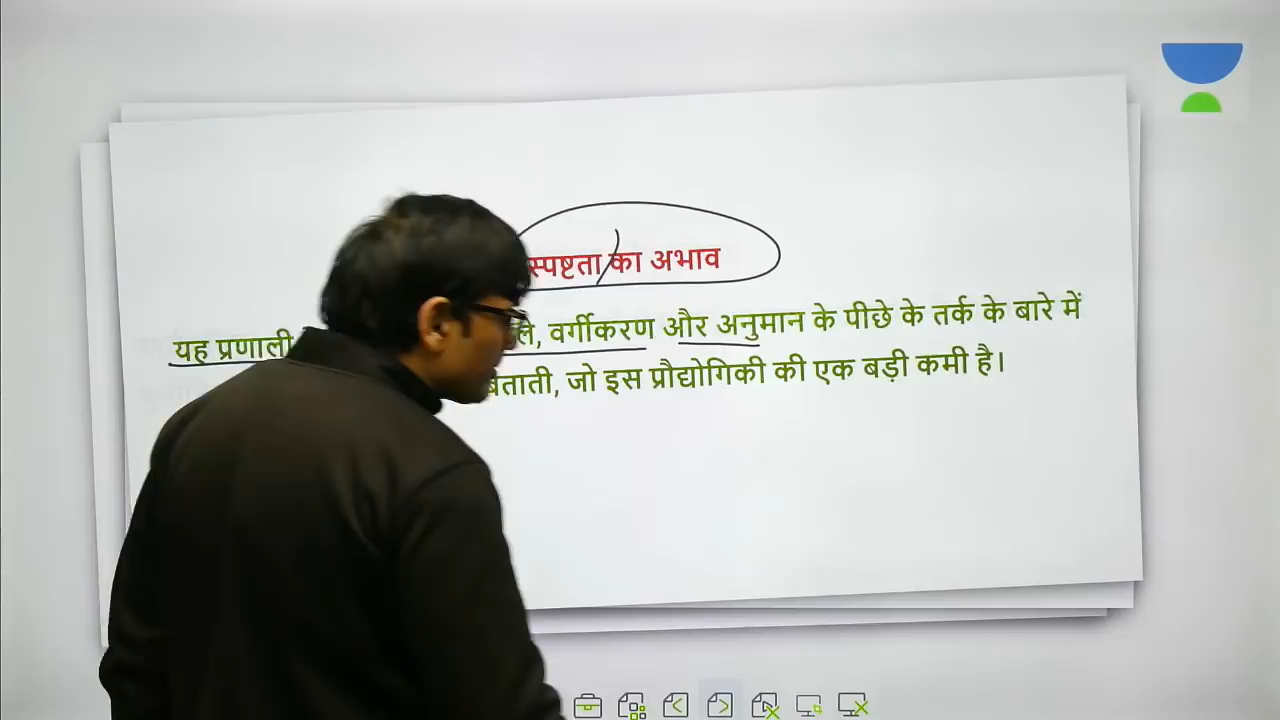 स्पष्टता का अभाव
यह प्रणाली वर्गीकरण और अनुमान के पीछे के तर्क के बारे में
बताती, जो इस प्रौद्योगिकी की एक बड़ी कमी है।